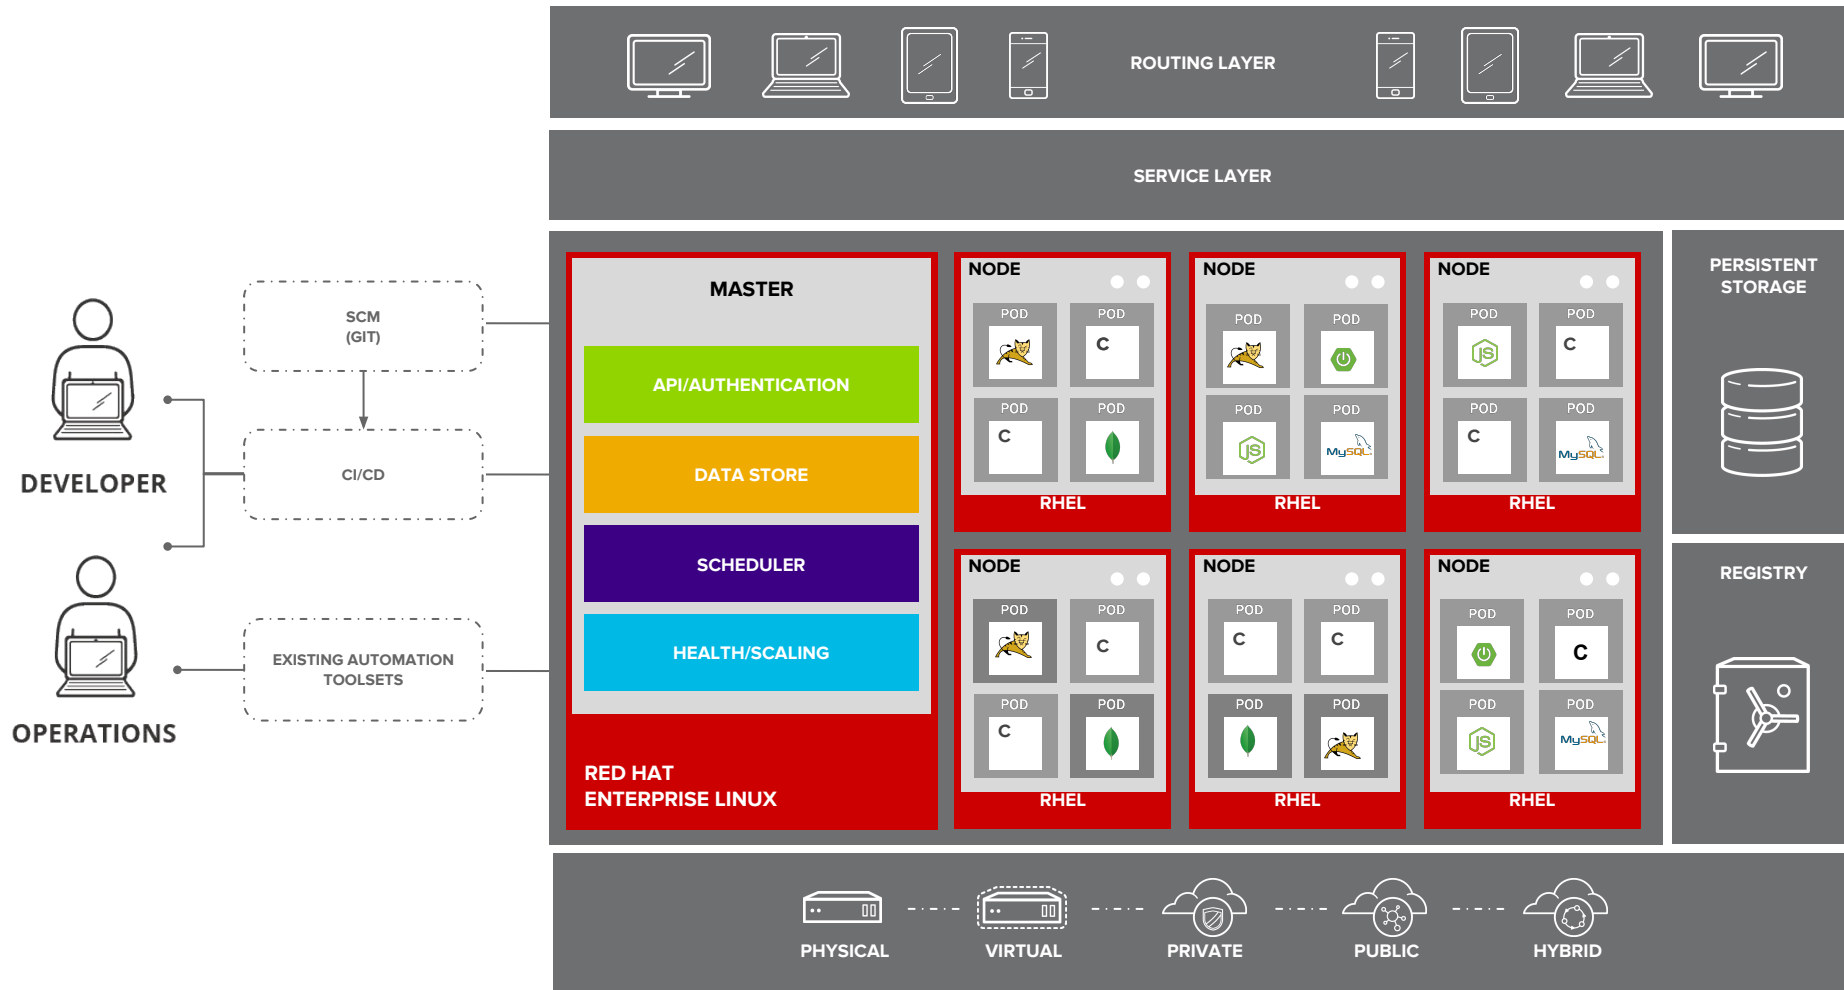 ROUTING LAYER
SERVICE LAYER
SCM
(GIT)
CI/CD
EXISTING AUTOMATION
TOOLSETS
DEVELOPER
OPERATIONS
MASTER
API/AUTHENTICATION
DATA STORE
SCHEDULER
HEALTH/SCALING
RED HAT
ENTERPRISE LINUX
NODE
POD
POD
C
POD
C
POD
RHEL
NODE
POD
POD
POD
JS
POD
MySQL
RHEL
NODE
POD
JS
POD
C
POD
C
POD
MySQL
RHEL
NODE
POD
POD
C
POD
C
POD
RHEL
NODE
POD
C
POD
C
POD
POD
RHEL
NODE
POD
POD
C
POD
JS
POD
MySQL
RHEL
PERSISTENT
STORAGE
REGISTRY
PHYSICAL
VIRTUAL
PRIVATE
PUBLIC
HYBRID